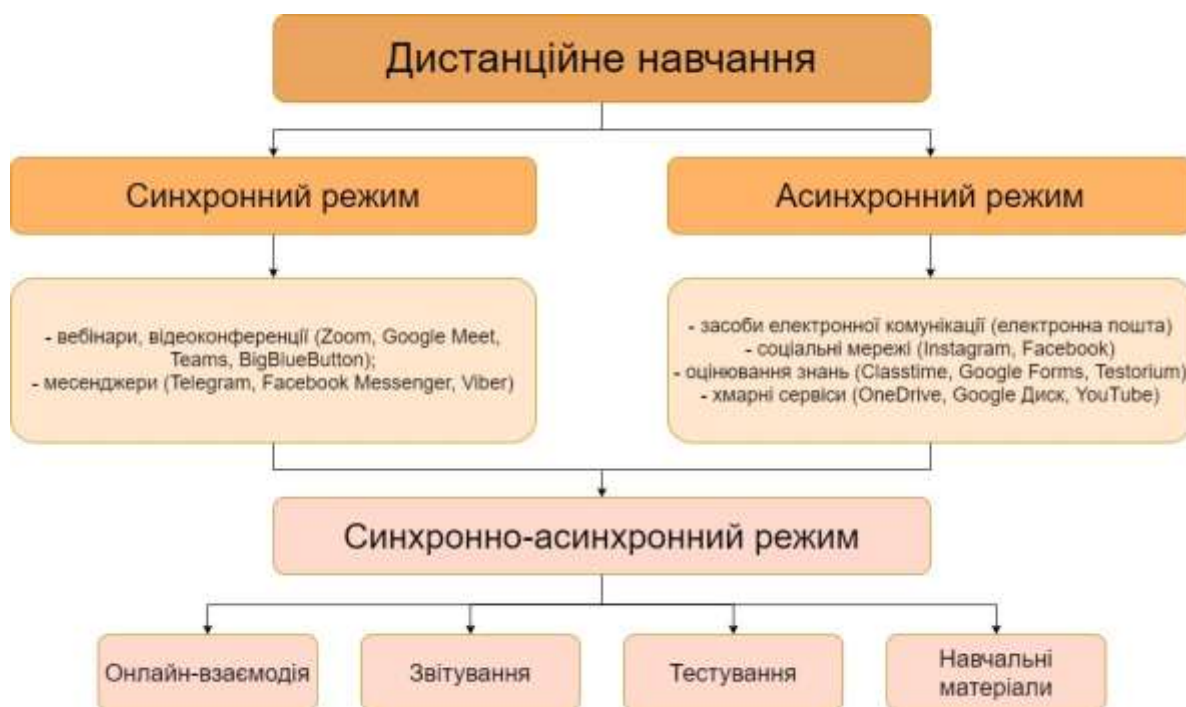 Дистанційне навчання
Синхронний режим
Асинхронний режим
- вебінари, відеоконференції (Zoom, Google Meet,
Teams, BigBlueButton);
- месенджери (Telegram, Facebook Messenger, Viber)
- засоби електронної комунікації (електронна пошта)
- соціальні мережі (Instagram, Facebook)
- оцінювання знань (Classtime, Google Forms, Testorium)
- хмарні сервіси (OneDrive, Google Диск, YouTube)
Синхронно-асинхронний режим
Онлайн-взаємодія
Звітування
Тестування
Навчальні
матеріали